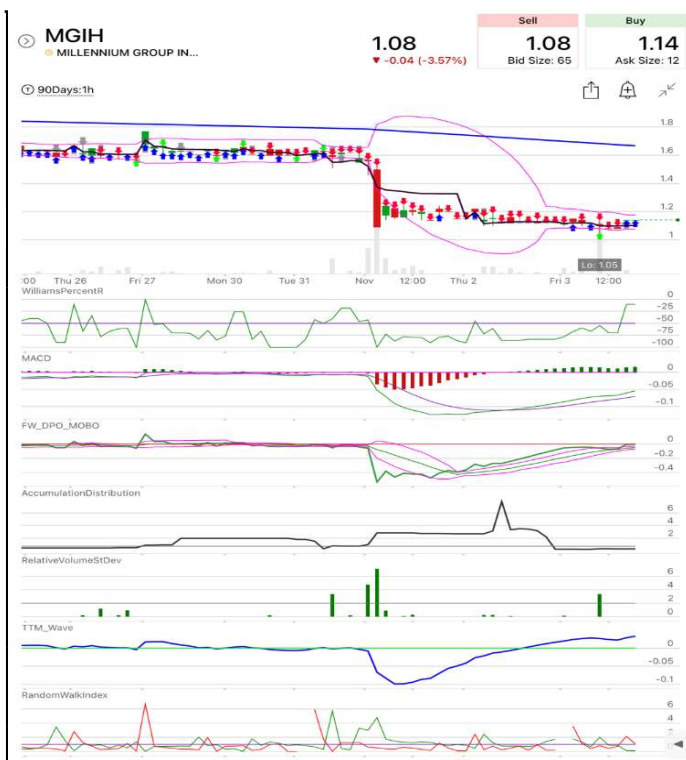 Sell
Buy
MGIH
MILLENNIUM GROUP IN...
1.08
-0.04 (-3.57%)
1.08
Bid Size: 65
1.14
Ask Size: 12
90Days:1h
1.8
1.6
1.4
1.2
1
Lo: 1.05
:00 Thu 26 Fri 27 Mon 30 Tue 31 Nov 12:00 Thu 2 Fri 3 12:00
WilliamsPercentR
0
-25
-50
-75
-100
MACD
0
-0.05
-0.1
FW_DPO_MOBO
0
-0.2
-0.4
AccumulationDistribution
6
4
2
RelativeVolumeStDev
6
4
2
0
TTM_Wave
0
-0.05
-0.1
RandomWalkIndex
6
4
2